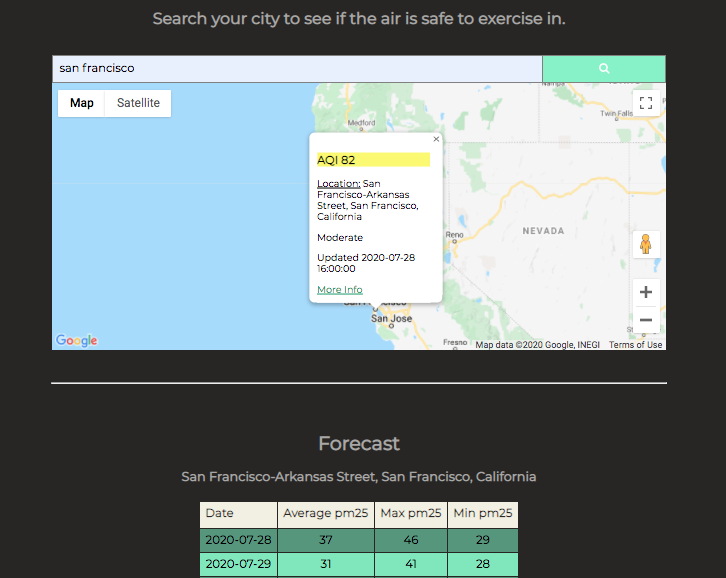 Search your city to see if the air is safe to exercise in.
san francisco
Map Satellite
Nampa
Twin Falls
Medford
AQI 82
Location: San
Francisco-Arkansas
Street, San Francisco,
California
Moderate
Updated 2020-07-28
16:00:00
More Info
Reno
NEVADA
San Francisco
San Jose
Fresno
Google
Map data ©2020 Google, INEGI Terms of Use
Forecast
San Francisco-Arkansas Street, San Francisco, California
Date Average pm25 Max pm25 Min pm25
2020-07-28 37 46 29
2020-07-29 31 41 28